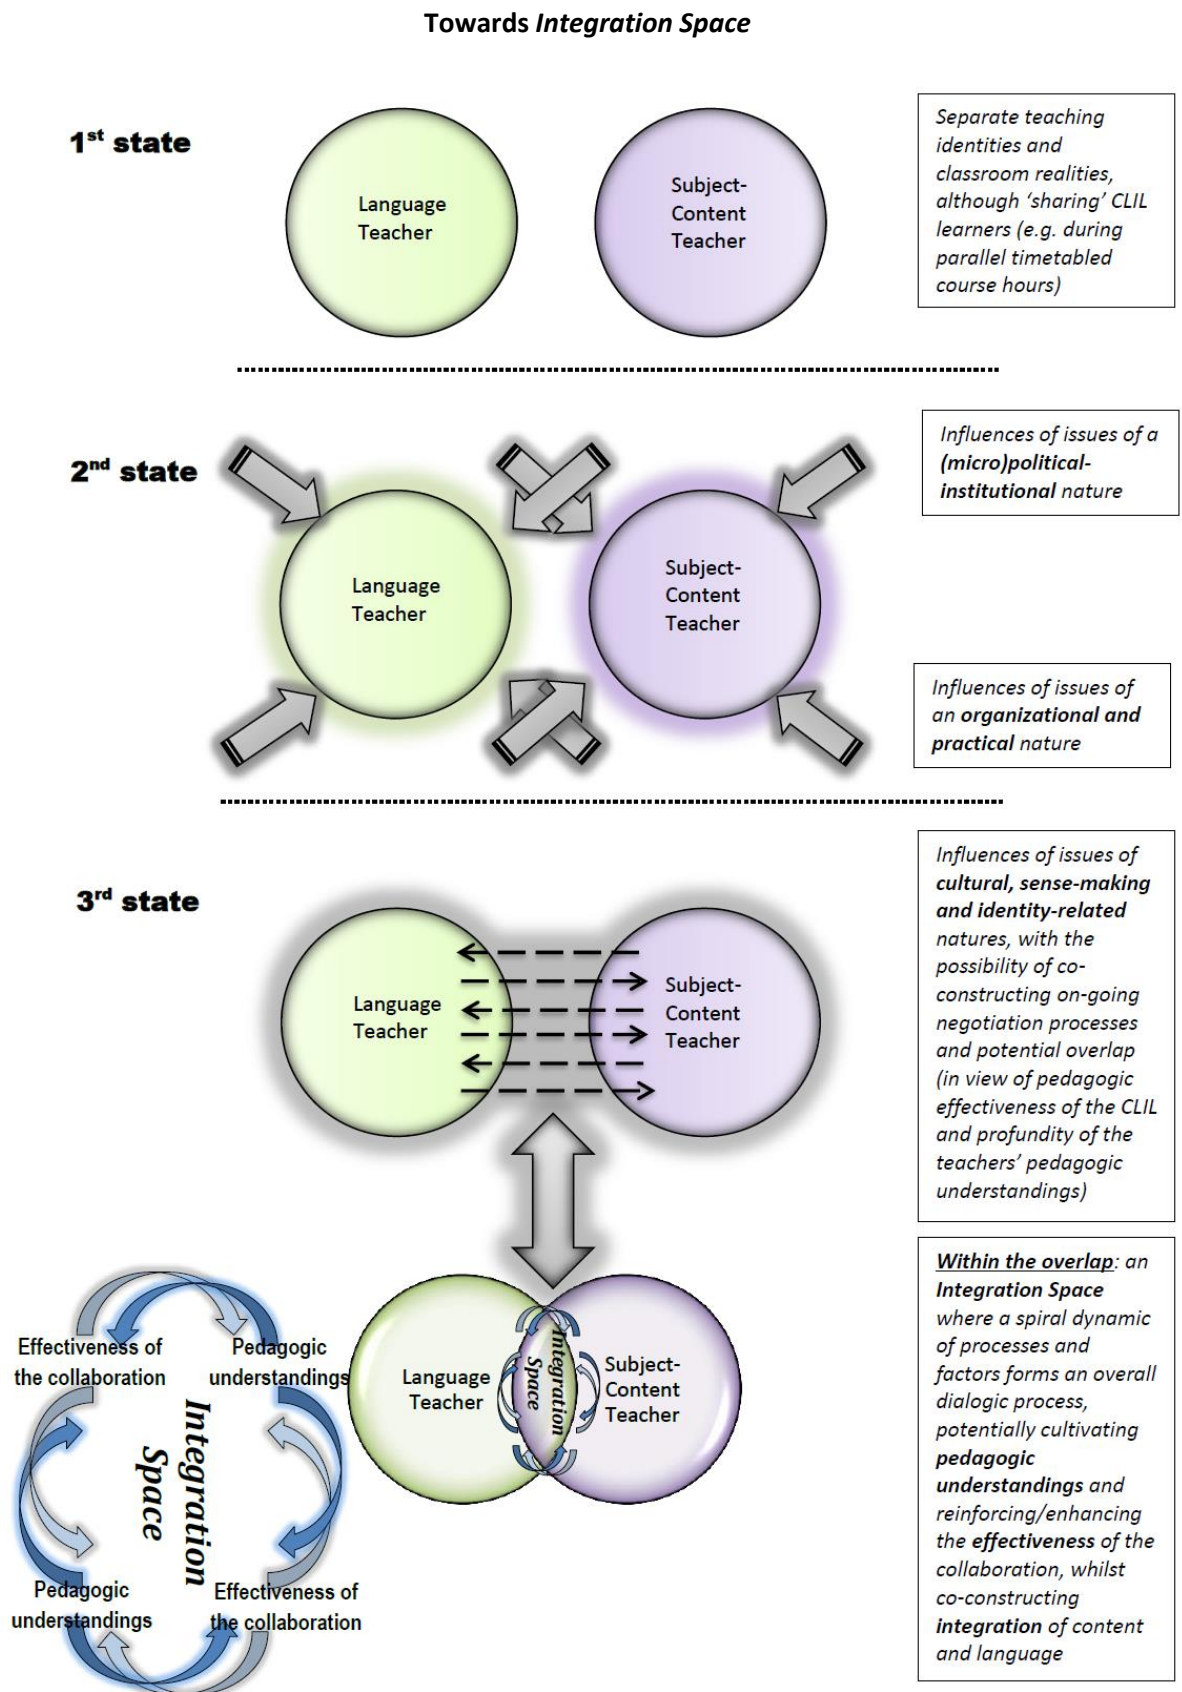 Towards Integration Space
1st state
Language
Teacher
Subject-
Content
Teacher
Separate teaching
identities and
classroom realities,
although ‘sharing’ CLIL
learners (e.g. during
parallel timetabled
course hours)
2nd state
Language
Teacher
Subject-
Content
Teacher
Influences of issues of a
(micro)political-
institutional nature
Influences of issues of
an organizational and
practical nature
3rd state
Language
Teacher
Subject-
Content
Teacher
Influences of issues of
cultural, sense-making
and identity-related
natures, with the
possibility of co-
constructing on-going
negotiation processes
and potential overlap
(in view of pedagogic
effectiveness of the CLIL
and profundity of the
teachers’ pedagogic
understandings)
Effectiveness of
the collaboration
Pedagogic
understandings
Integration
Space
Pedagogic
understandings
Effectiveness of
the collaboration
Language
Teacher
Integration
Space
Subject-
Content
Teacher
Within the overlap: an
Integration Space
where a spiral dynamic
of processes and
factors forms an overall
dialogic process,
potentially cultivating
pedagogic
understandings and
reinforcing/enhancing
the effectiveness of the
collaboration, whilst
co-constructing
integration of content
and language